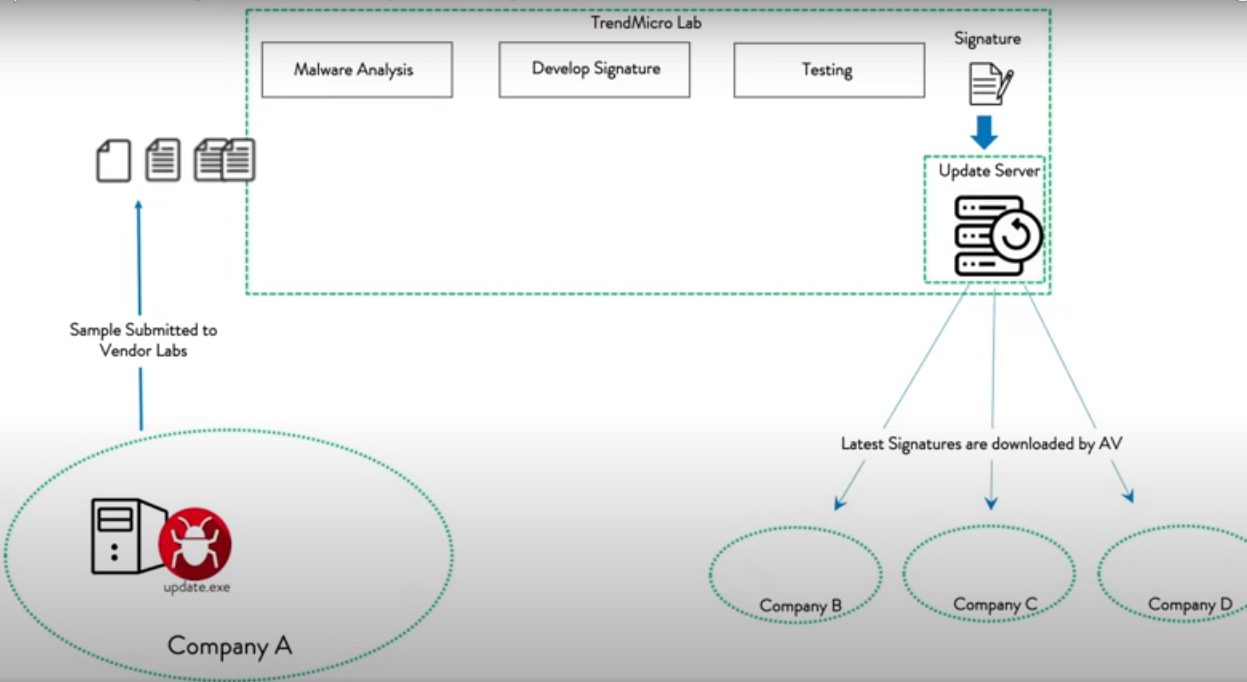 TrendMicro Lab
Malware Analysis
Develop Signature
Testing
Signature
Update Server
Sample Submitted to
Vendor Labs
Latest Signatures are downloaded by AV
update.exe
Company A
Company B
Company C
Company D